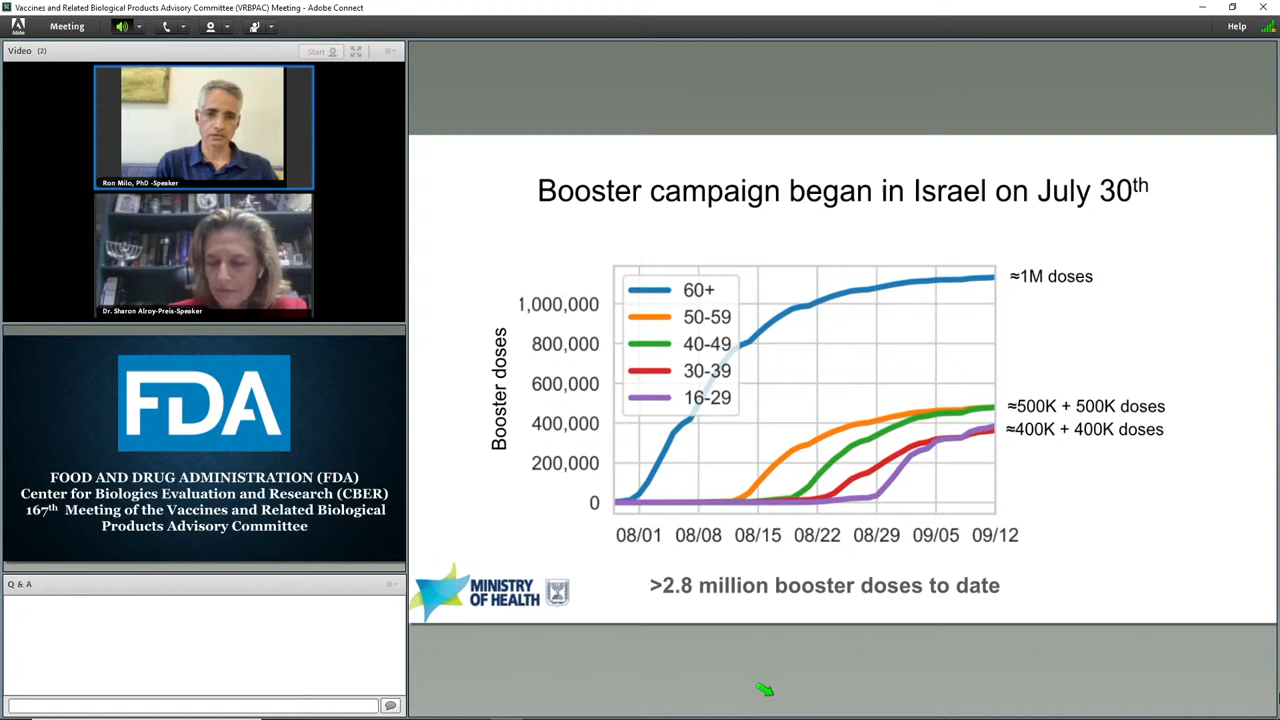 Vaccines and Related Biological Products Advisory Committee (VRBPAC) Meeting - Adobe Connect
Meeting
Help
Video (2)
Start
Ron Milo, PhD -Speaker
Dr. Sharon Alroy-Preis-Speaker
FDA
FOOD AND DRUG ADMINISTRATION (FDA)
Center for Biologics Evaluation and Research (CBER)
167th Meeting of the Vaccines and Related Biological
Products Advisory Committee
Q & A
Booster campaign began in Israel on July 30th
Booster doses
1,000,000
800,000
600,000
400,000
200,000
0
60+
50-59
40-49
30-39
16-29
≈1M doses
≈500K + 500K doses
≈400K + 400K doses
08/01 08/08 08/15 08/22 08/29 09/05 09/12
MINISTRY
OF HEALTH
>2.8 million booster doses to date